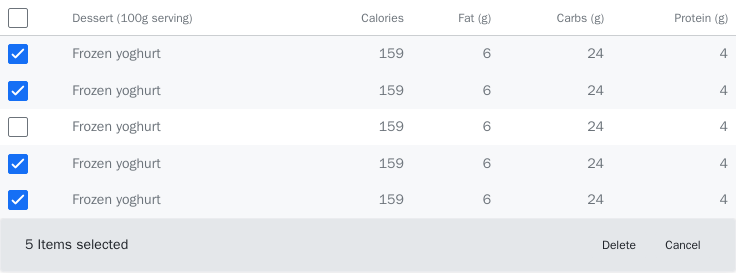 Dessert (100g serving) Calories Fat (g) Carbs (g) Protein (g)
Frozen yoghurt 159 6 24 4
Frozen yoghurt 159 6 24 4
Frozen yoghurt 159 6 24 4
Frozen yoghurt 159 6 24 4
Frozen yoghurt 159 6 24 4
5 Items selected Delete Cancel